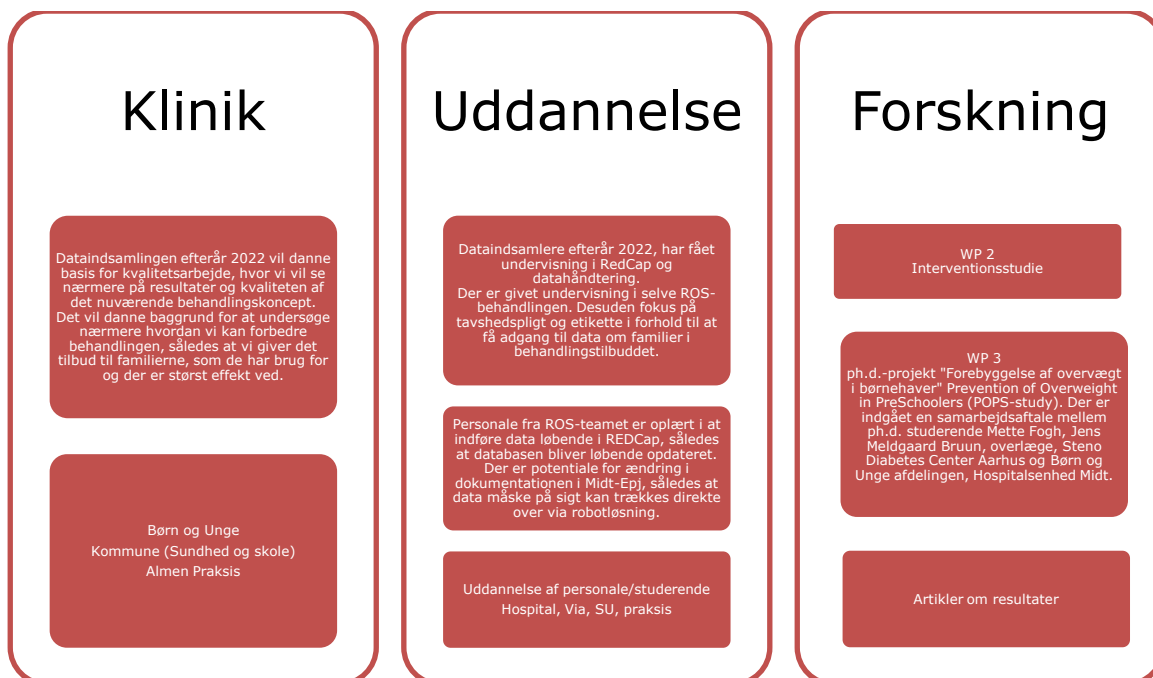 Klinik
Dataindsamlingen efterår 2022 vil danne
basis for kvalitetsarbejde, hvor vi vil se
nærmere på resultater og kvaliteten af
det nuværende behandlingskoncept.
Det vil danne baggrund for at undersøge
nærmere hvordan vi kan forbedre
behandlingen, således at vi giver det
tilbud til familierne, som de har brug for
og der er størst effekt ved.
Børn og Unge
Kommune (Sundhed og skole)
Almen Praksis
Uddannelse
Dataindsamlere efterår 2022, har fået
undervisning i RedCap og
datahåndtering.
Der er givet undervisning i selve ROS-
behandlingen. Desuden fokus på
tavshedspligt og etikette i forhold til at
få adgang til data om familier i
behandlingstilbuddet.
Personale fra ROS-teamet er oplært i at
indføre data løbende i REDCap, således
at databasen bliver løbende opdateret.
Der er potentiale for ændring i
dokumentationen i Midt-Epj, således at
data måske på sigt kan trækkes direkte
over via robotløsning.
Uddannelse af personale/studerende
Hospital, Via, SU, praksis
Forskning
WP 2
Interventionsstudie
WP 3
ph.d.-projekt "Forebyggelse af overvægt
i børnehaver" Prevention of Overweight
in PreSchoolers (POPS-study). Der er
indgået en samarbejdsaftale mellem
ph.d. studerende Mette Fogh, Jens
Meldgaard Bruun, overlæge, Steno
Diabetes Center Aarhus og Børn og
Unge afdelingen, Hospitalsenhed Midt.
Artikler om resultater